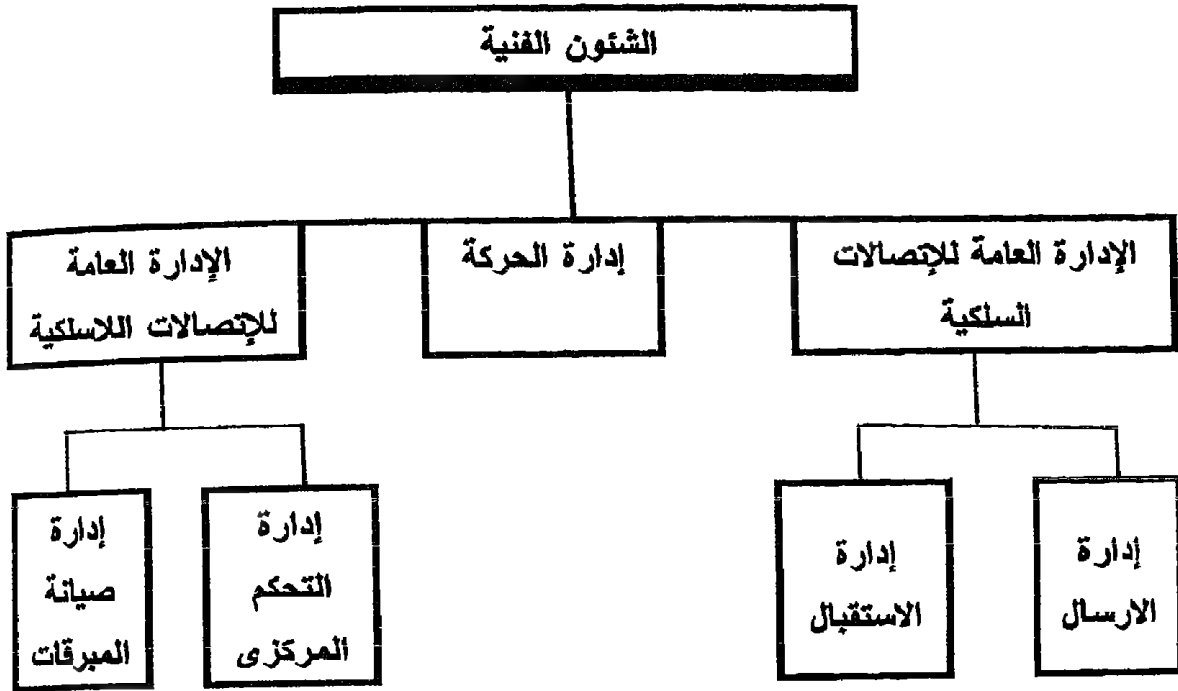 الشئون الفنية
الإدارة العامة للإتصالات
السلكية
إدارة الحركة
الإدارة العامة
للإتصالات اللاسلكية
إدارة
الارسال
إدارة
الاستقبال
إدارة
التحكم
المركزى
إدارة
صيانة
المبرقات